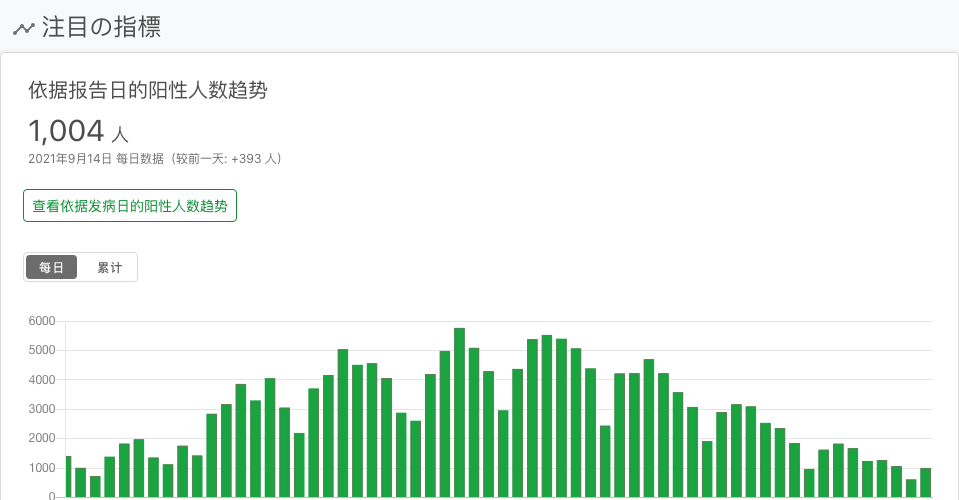 注目の指標
依据报告日的阳性人数趋势
1,004 人
2021年9月14日 每日数据（较前一天: +393 人）
查看依据发病日的阳性人数趋势
每日 累计
6000
5000
4000
3000
2000
1000
0